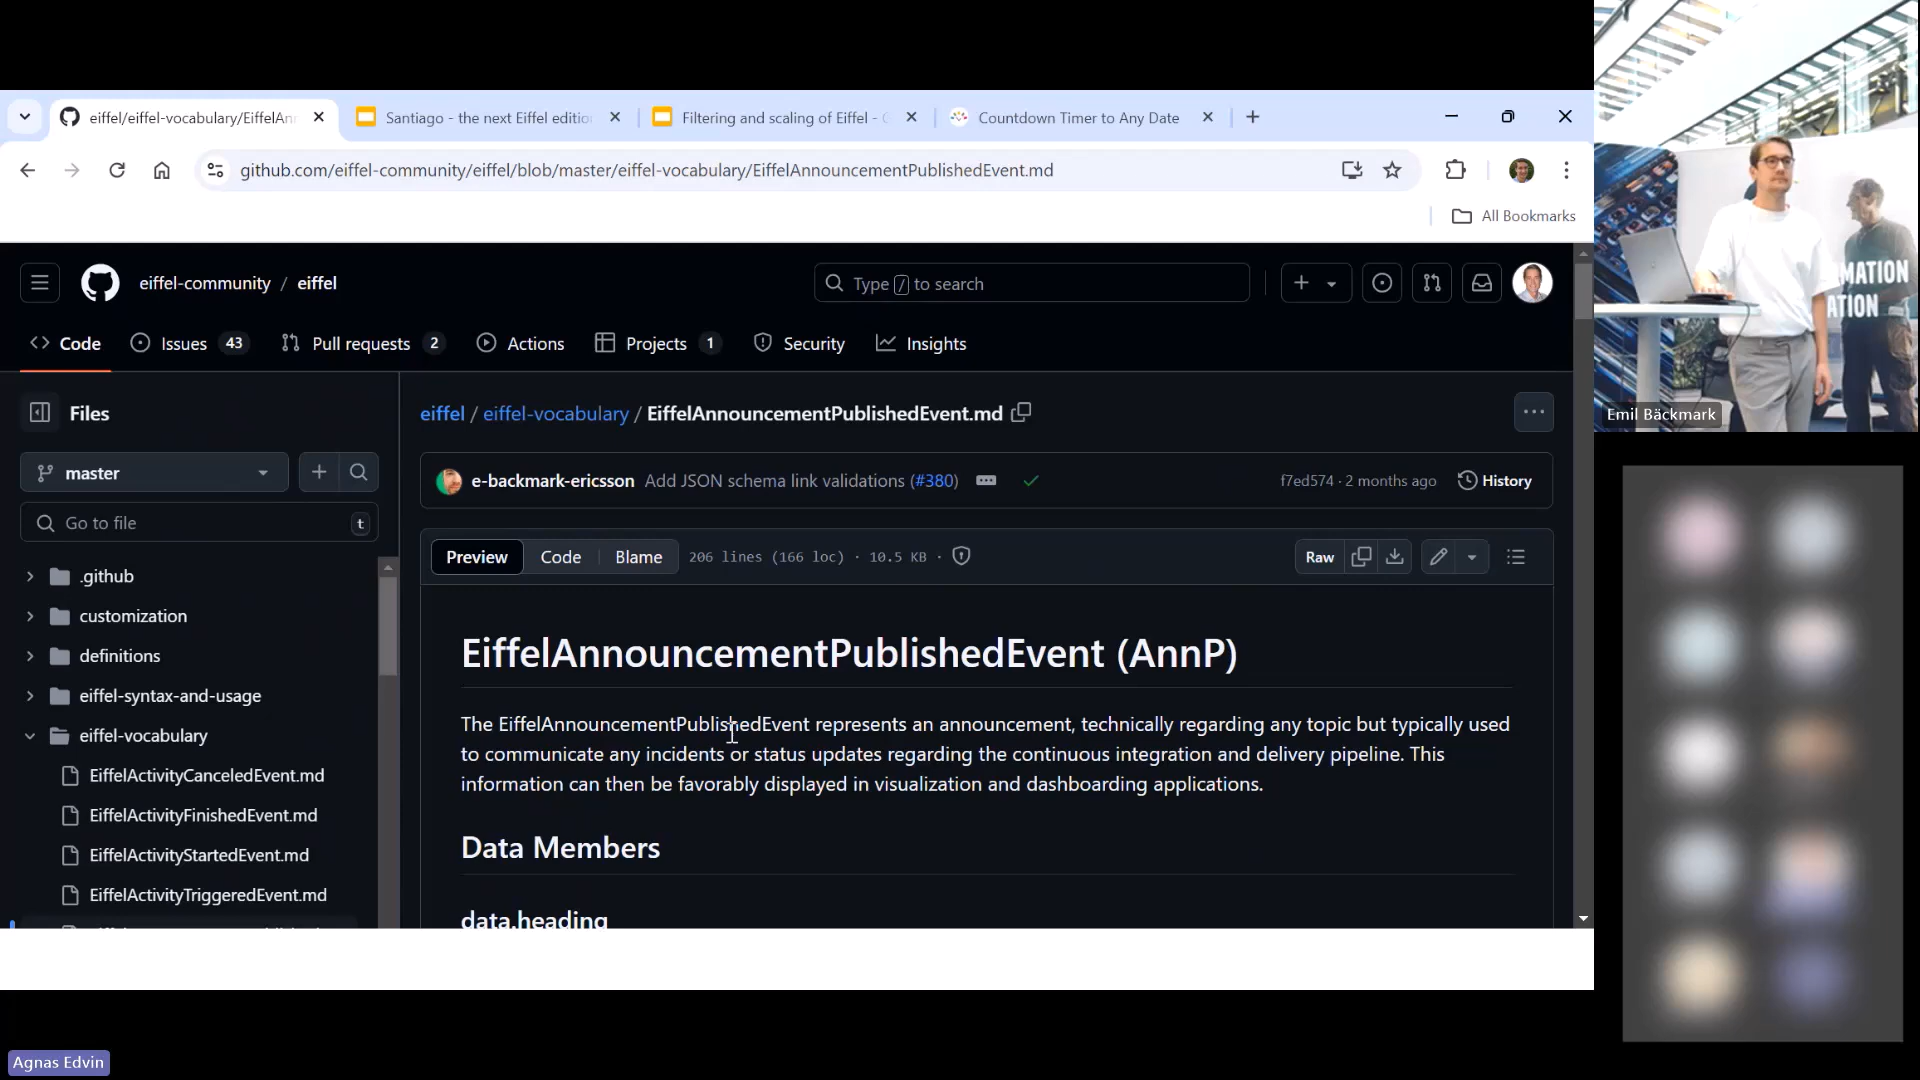 eiffel/eiffel-vocabulary/EiffelAn
Santiago - the next Eiffel editio
Filtering and scaling of Eiffel -
Countdown Timer to Any Date
github.com/eiffel-community/eiffel/blob/master/eiffel-vocabulary/EiffelAnnouncementPublishedEvent.md
All Bookmarks
eiffel-community / eiffel
Type / to search
Code
Issues 43
Pull requests 2
Actions
Projects 1
Security
Insights
Files
master
Go to file
t
.github
customization
definitions
eiffel-syntax-and-usage
eiffel-vocabulary
EiffelActivityCanceledEvent.md
EiffelActivityFinishedEvent.md
EiffelActivityStartedEvent.md
EiffelActivityTriggeredEvent.md
eiffel / eiffel-vocabulary / EiffelAnnouncementPublishedEvent.md
e-backmark-ericsson Add JSON schema link validations (#380)
f7ed574 · 2 months ago
History
Preview
Code
Blame
206 lines (166 loc) · 10.5 KB ·
Raw
EiffelAnnouncementPublishedEvent (AnnP)
The EiffelAnnouncementPublishedEvent represents an announcement, technically regarding any topic but typically used
to communicate any incidents or status updates regarding the continuous integration and delivery pipeline. This
information can then be favorably displayed in visualization and dashboarding applications.
Data Members
data.heading
MATION
ATION
Emil Bäckmark
Agnas Edvin